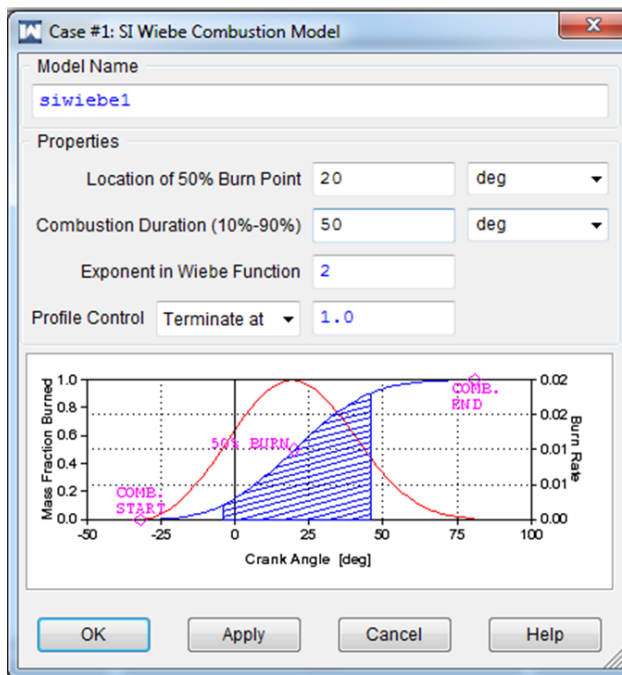 Case #1: SI Wiebe Combustion Model
Model Name
siwiebe1
Properties
Location of 50% Burn Point 20 deg
Combustion Duration (10%-90%) 50 deg
Exponent in Wiebe Function 2
Profile Control Terminate at 1.0
Mass Fraction Burned
1.0
0.8
0.6
0.4
0.2
0.0
COMB.
START
50% BURN
COMB.
END
0.02
0.02
0.01
0.01
0.00
Burn Rate
-50 -25 0 25 50 75 100
Crank Angle [deg]
OK Apply Cancel Help